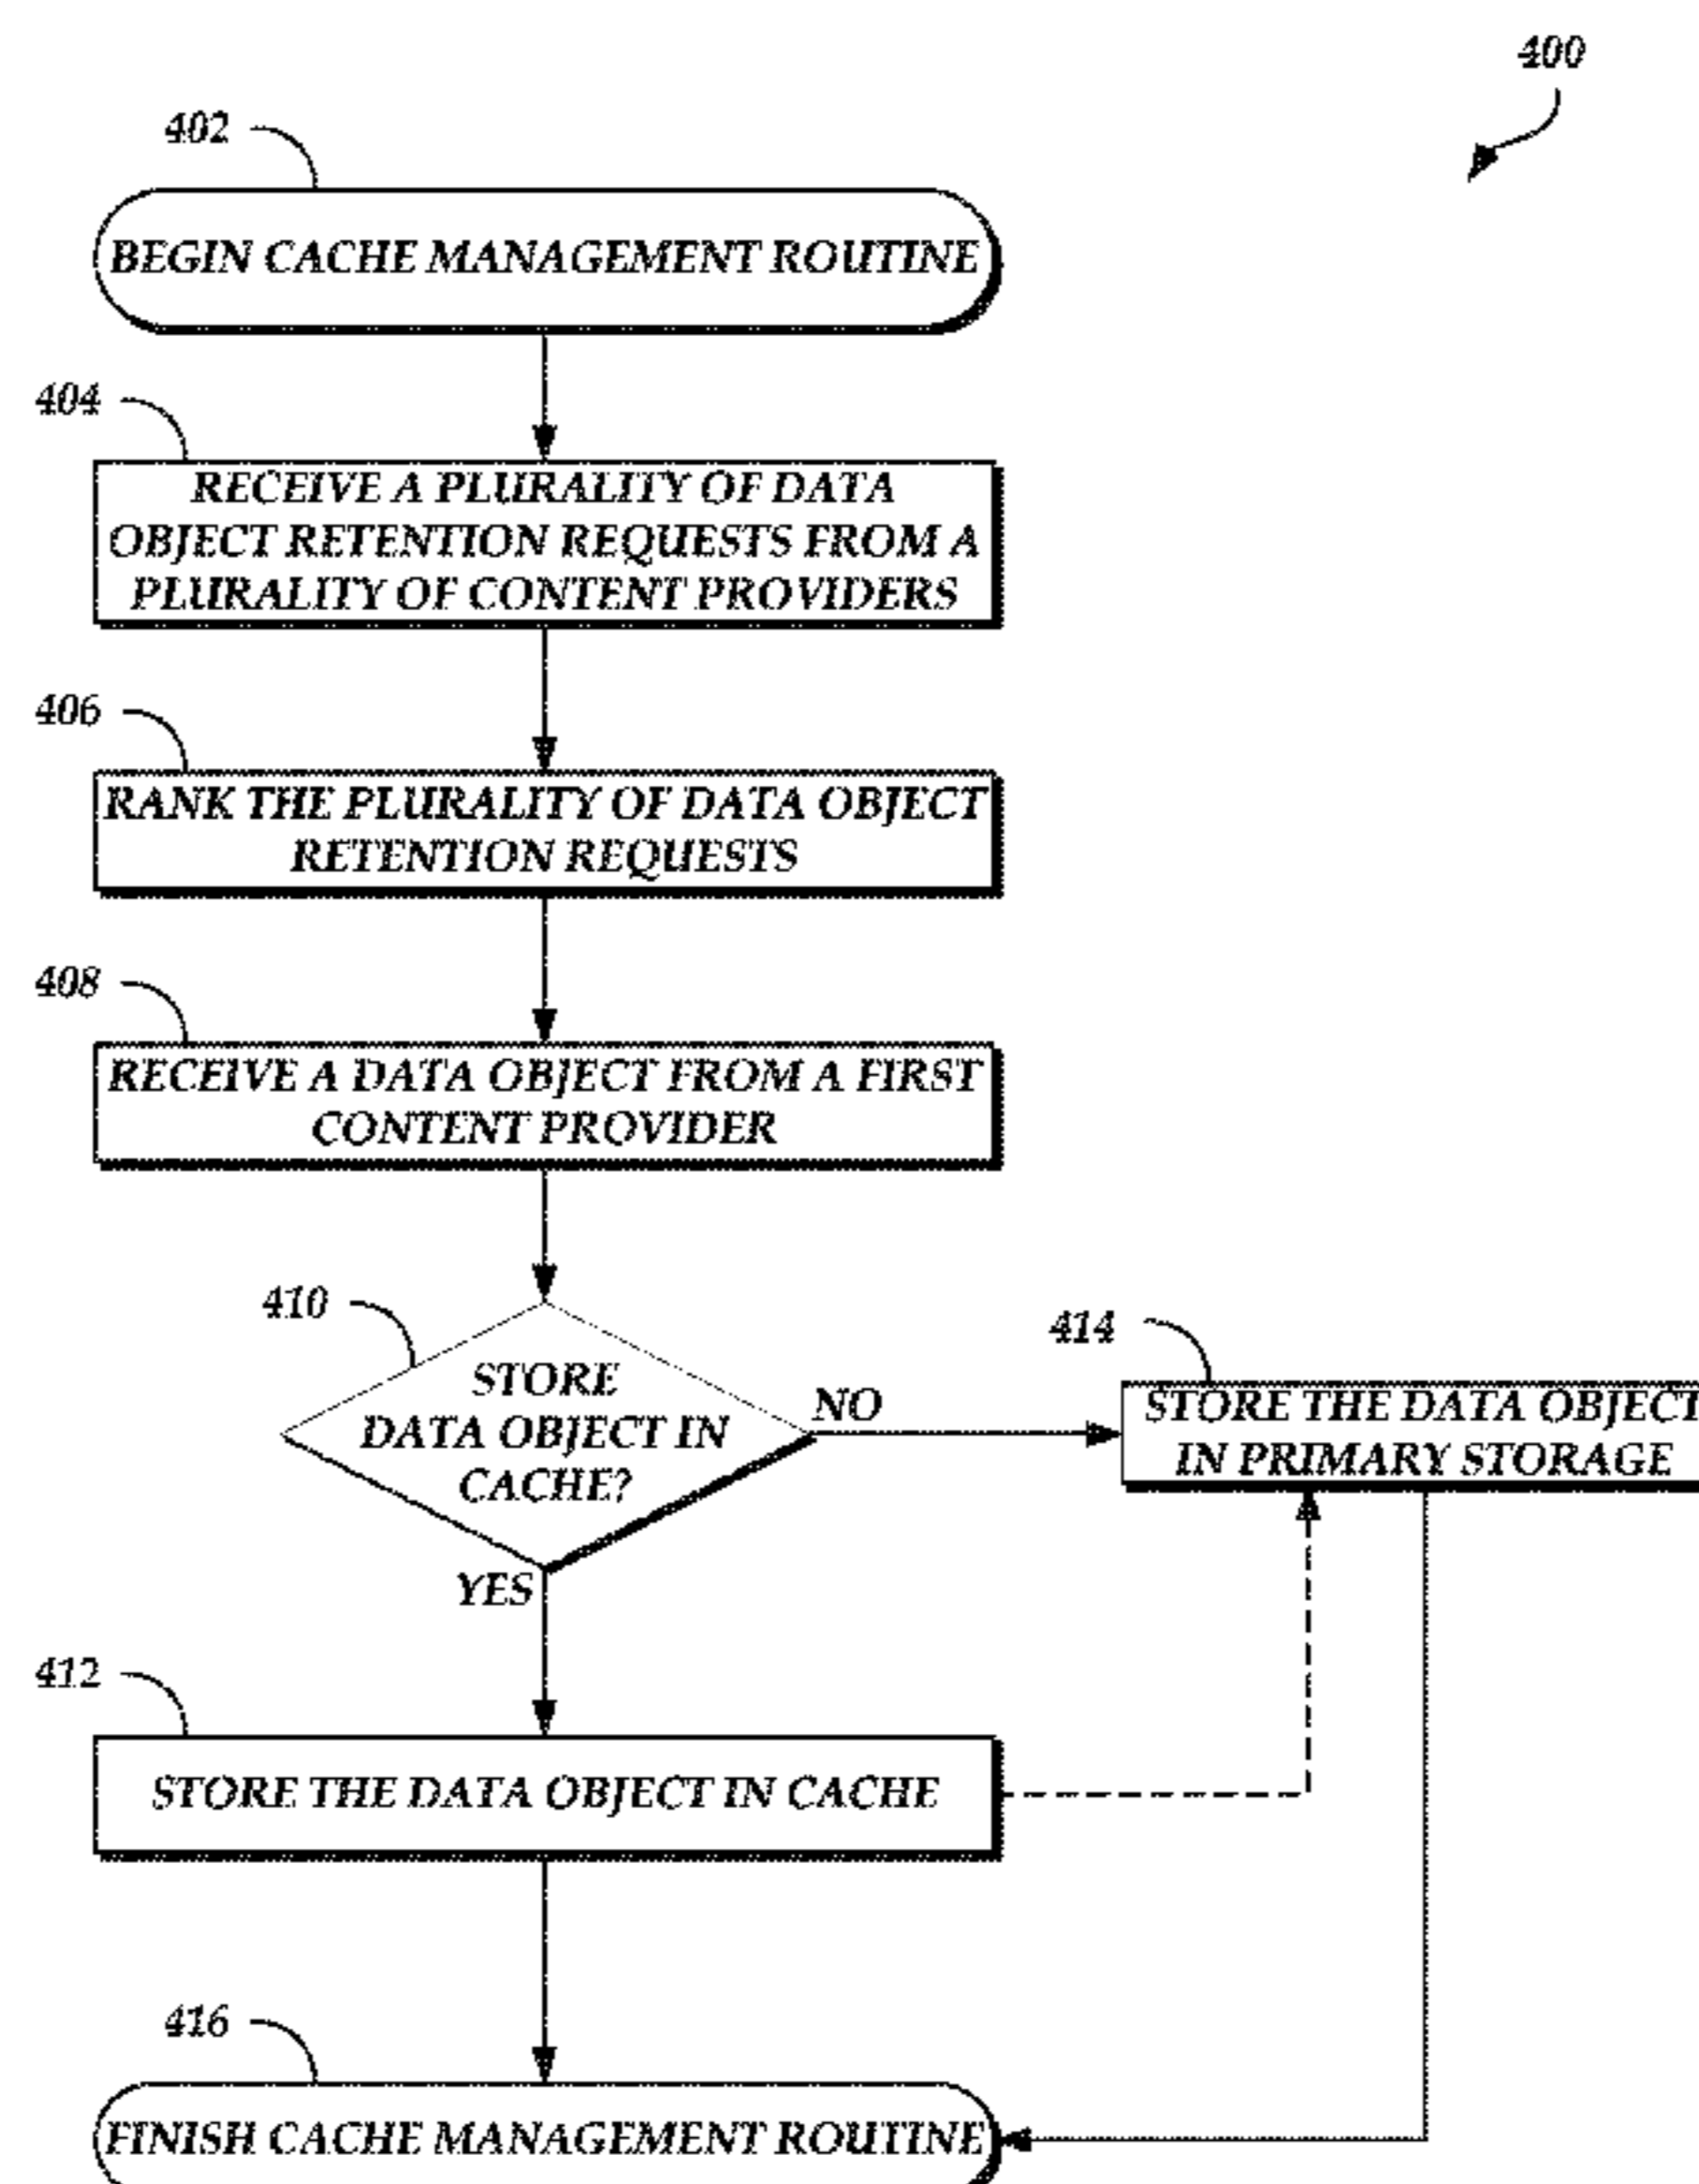 400
402
BEGIN CACHE MANAGEMENT ROUTINE
404
RECEIVE A PLURALITY OF DATA
OBJECT RETENTION REQUESTS FROM A
PLURALITY OF CONTENT PROVIDERS
406
RANK THE PLURALITY OF DATA OBJECT
RETENTION REQUESTS
408
RECEIVE A DATA OBJECT FROM A FIRST
CONTENT PROVIDER
410
STORE
DATA OBJECT IN
CACHE?
NO
414
STORE THE DATA OBJECT
IN PRIMARY STORAGE
YES
412
STORE THE DATA OBJECT IN CACHE
416
FINISH CACHE MANAGEMENT ROUTINE